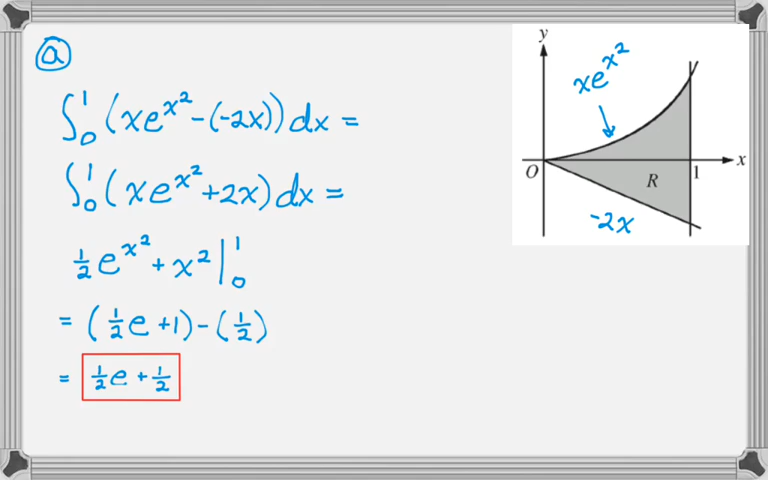 a
∫₀¹ (xe^(x²) - (-2x)) dx =
∫₀¹ (xe^(x²) + 2x) dx =
½e^(x²) + x² |₀¹
= (½e + 1) - (½)
= ½e + ½
y
xe^(x²)
O
x
R
1
-2x